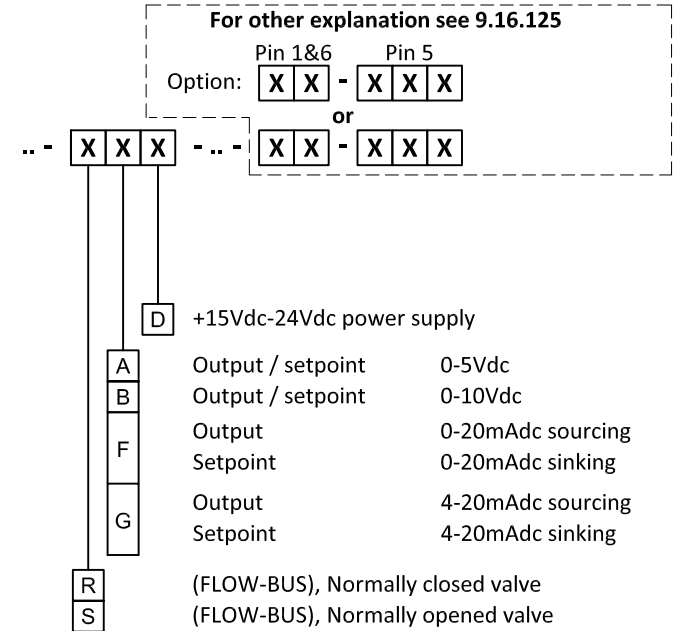 For other explanation see 9.16.125
Pin 1&6 Pin 5
Option: X X - X X X
or
.. - X X X - .. - X X - X X X
D +15Vdc-24Vdc power supply
A Output / setpoint 0-5Vdc
B Output / setpoint 0-10Vdc
F Output 0-20mAdc sourcing
Setpoint 0-20mAdc sinking
G Output 4-20mAdc sourcing
Setpoint 4-20mAdc sinking
R (FLOW-BUS), Normally closed valve
S (FLOW-BUS), Normally opened valve